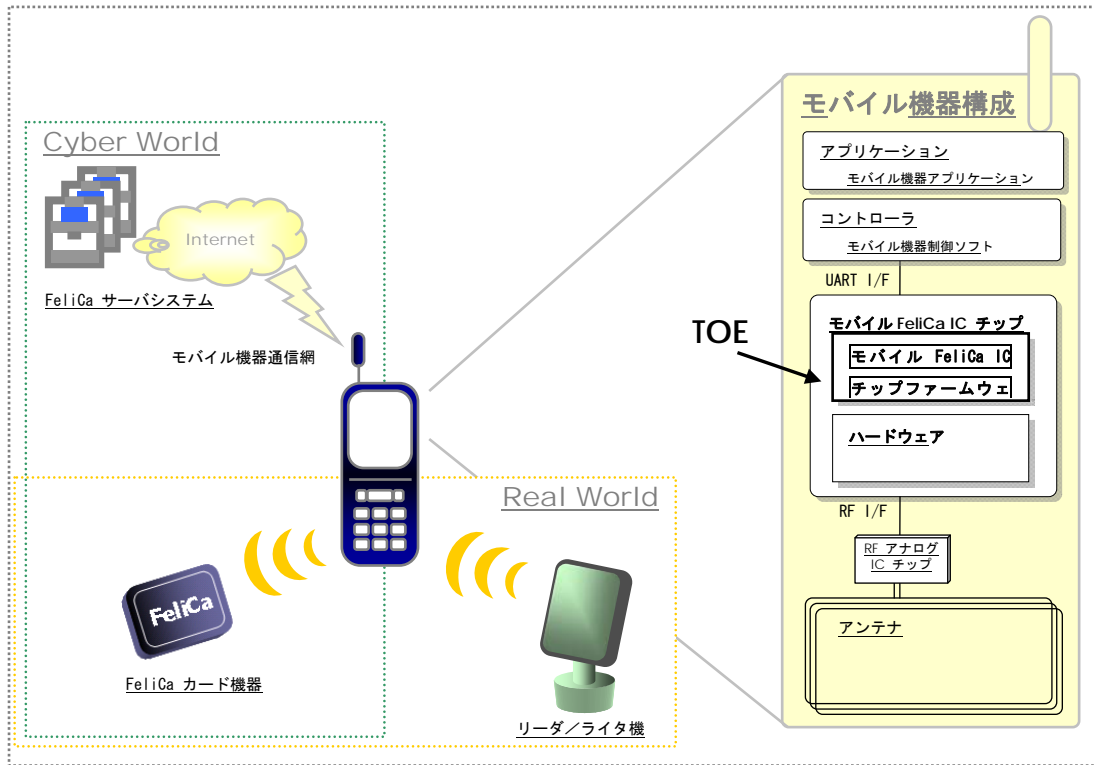 Cyber World
Internet
FeliCa サーバシステム
モバイル機器通信網
Real World
FeliCa
FeliCa カード機器
リーダ／ライタ機
モバイル機器構成
アプリケーション
モバイル機器アプリケーション
コントローラ
モバイル機器制御ソフト
UART I/F
TOE
モバイル FeliCa IC チップ
モバイル FeliCa IC
チップファームウェ
ハードウェア
RF I/F
RF アナログ
IC チップ
アンテナ